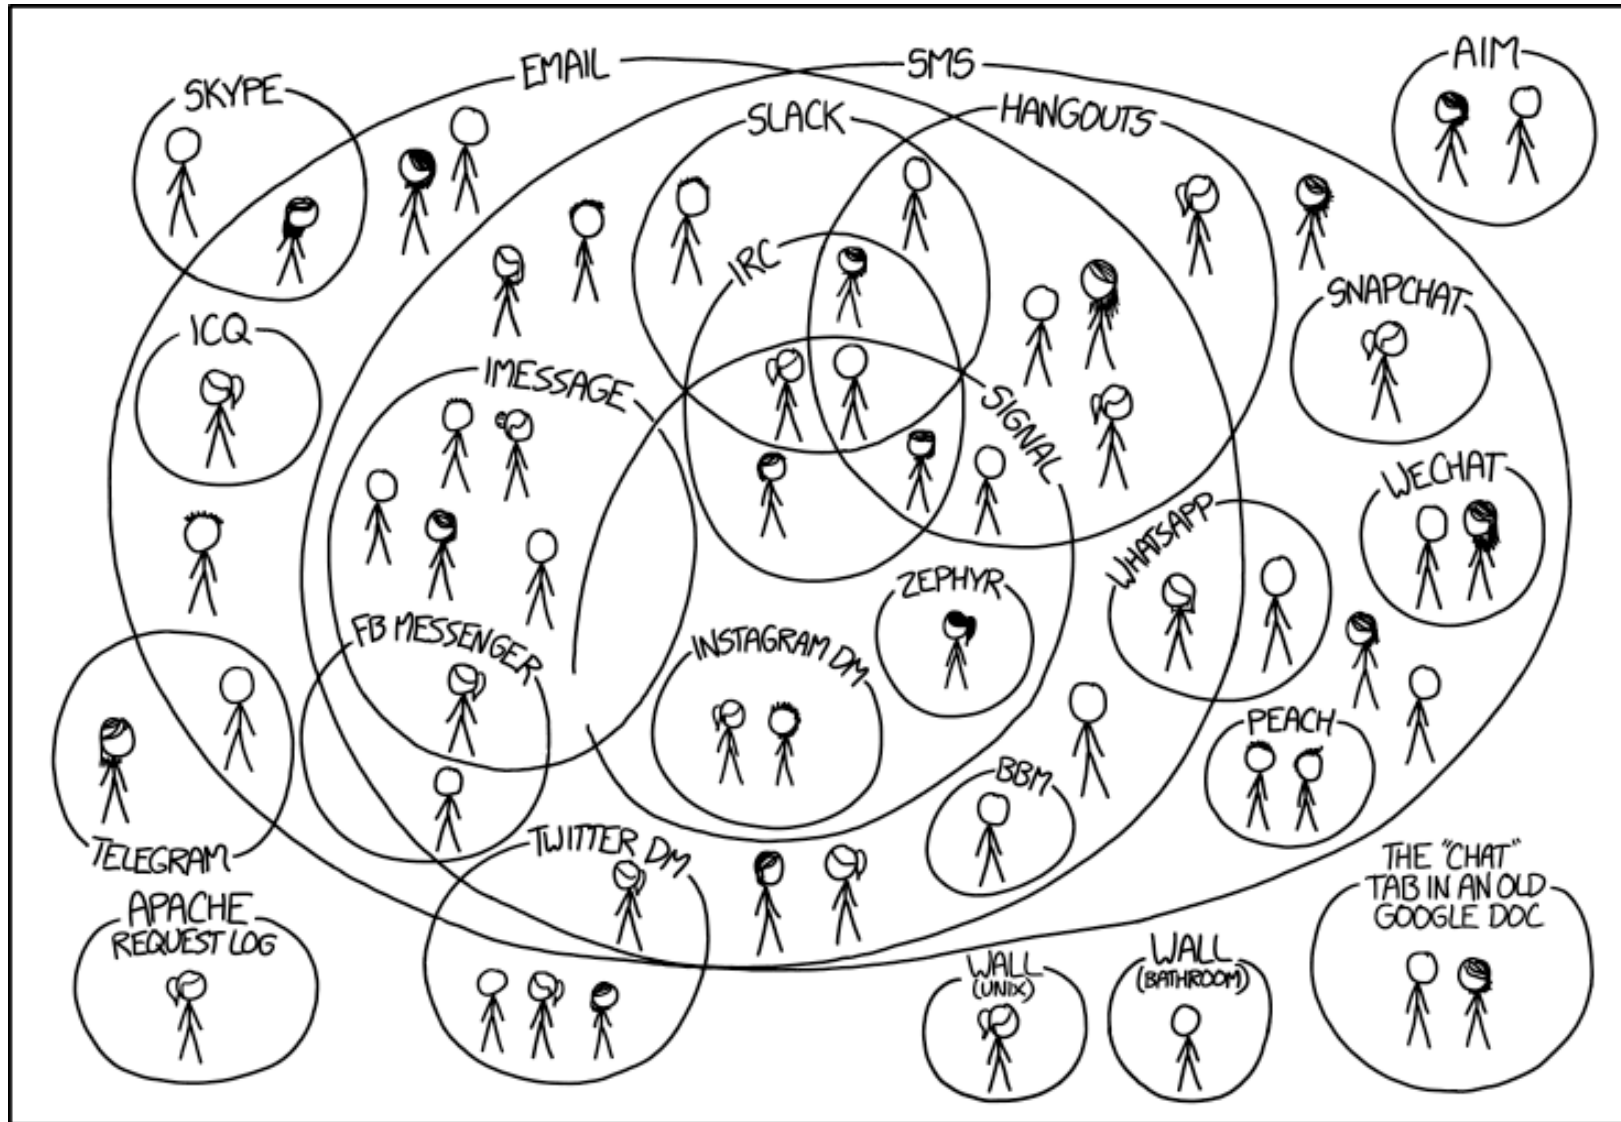 SKYPE
EMAIL
SMS
AIM
SLACK
HANGOUTS
IRC
SNAPCHAT
ICQ
IMESSAGE
SIGNAL
WECHAT
WHATSAPP
ZEPHYR
FB MESSENGER
INSTAGRAM DM
PEACH
BBM
TWITTER DM
TELEGRAM
THE "CHAT"
TAB IN AN OLD
GOOGLE DOC
APACHE
REQUEST LOG
WALL
(UNIX)
WALL
(BATHROOM)